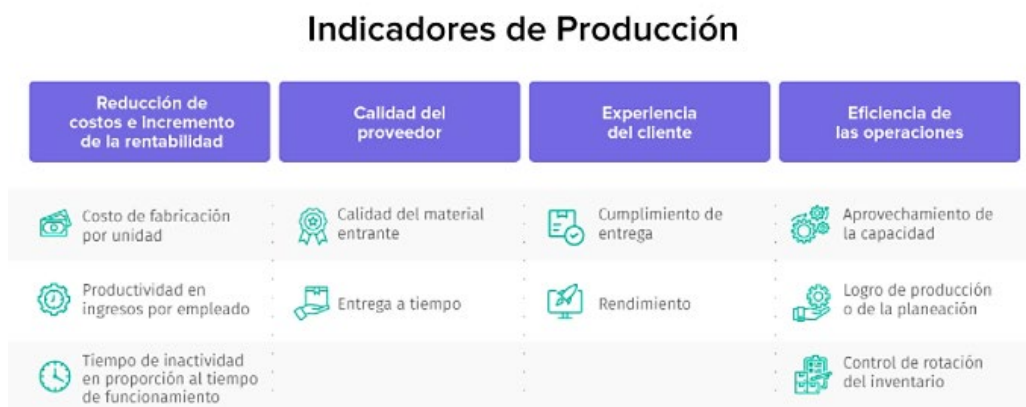 Indicadores de Producción
Reducción de
costos e incremento
de la rentabilidad
Calidad del
proveedor
Experiencia
del cliente
Eficiencia de
las operaciones
Costo de fabricación
por unidad
Calidad del material
entrante
Cumplimiento de
entrega
Aprovechamiento de
la capacidad
Productividad en
ingresos por empleado
Entrega a tiempo
Rendimiento
Logro de producción
o de la planeación
Tiempo de inactividad
en proporción al tiempo
de funcionamiento
Control de rotación
del inventario